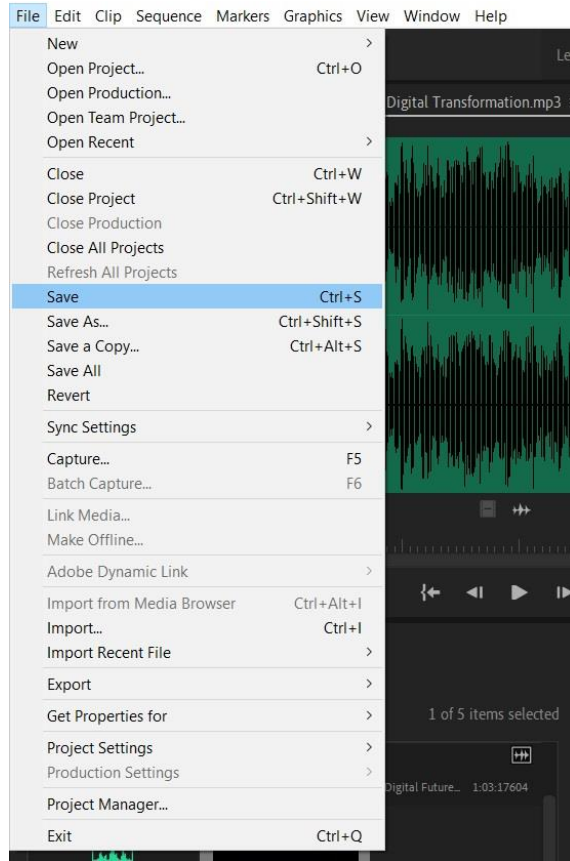 File Edit Clip Sequence Markers Graphics View Window Help
New
Open Project... Ctrl+O
Open Production...
Open Team Project...
Open Recent
Close Ctrl+W
Close Project Ctrl+Shift+W
Close Production
Close All Projects
Refresh All Projects
Save Ctrl+S
Save As... Ctrl+Shift+S
Save a Copy... Ctrl+Alt+S
Save All
Revert
Sync Settings
Capture... F5
Batch Capture... F6
Link Media...
Make Offline...
Adobe Dynamic Link
Import from Media Browser Ctrl+Alt+I
Import... Ctrl+I
Import Recent File
Export
Get Properties for
Project Settings
Production Settings
Project Manager...
Exit Ctrl+Q
Le
Digital Transformation.mp3
1 of 5 items selected
Digital Future... 1:03:17604